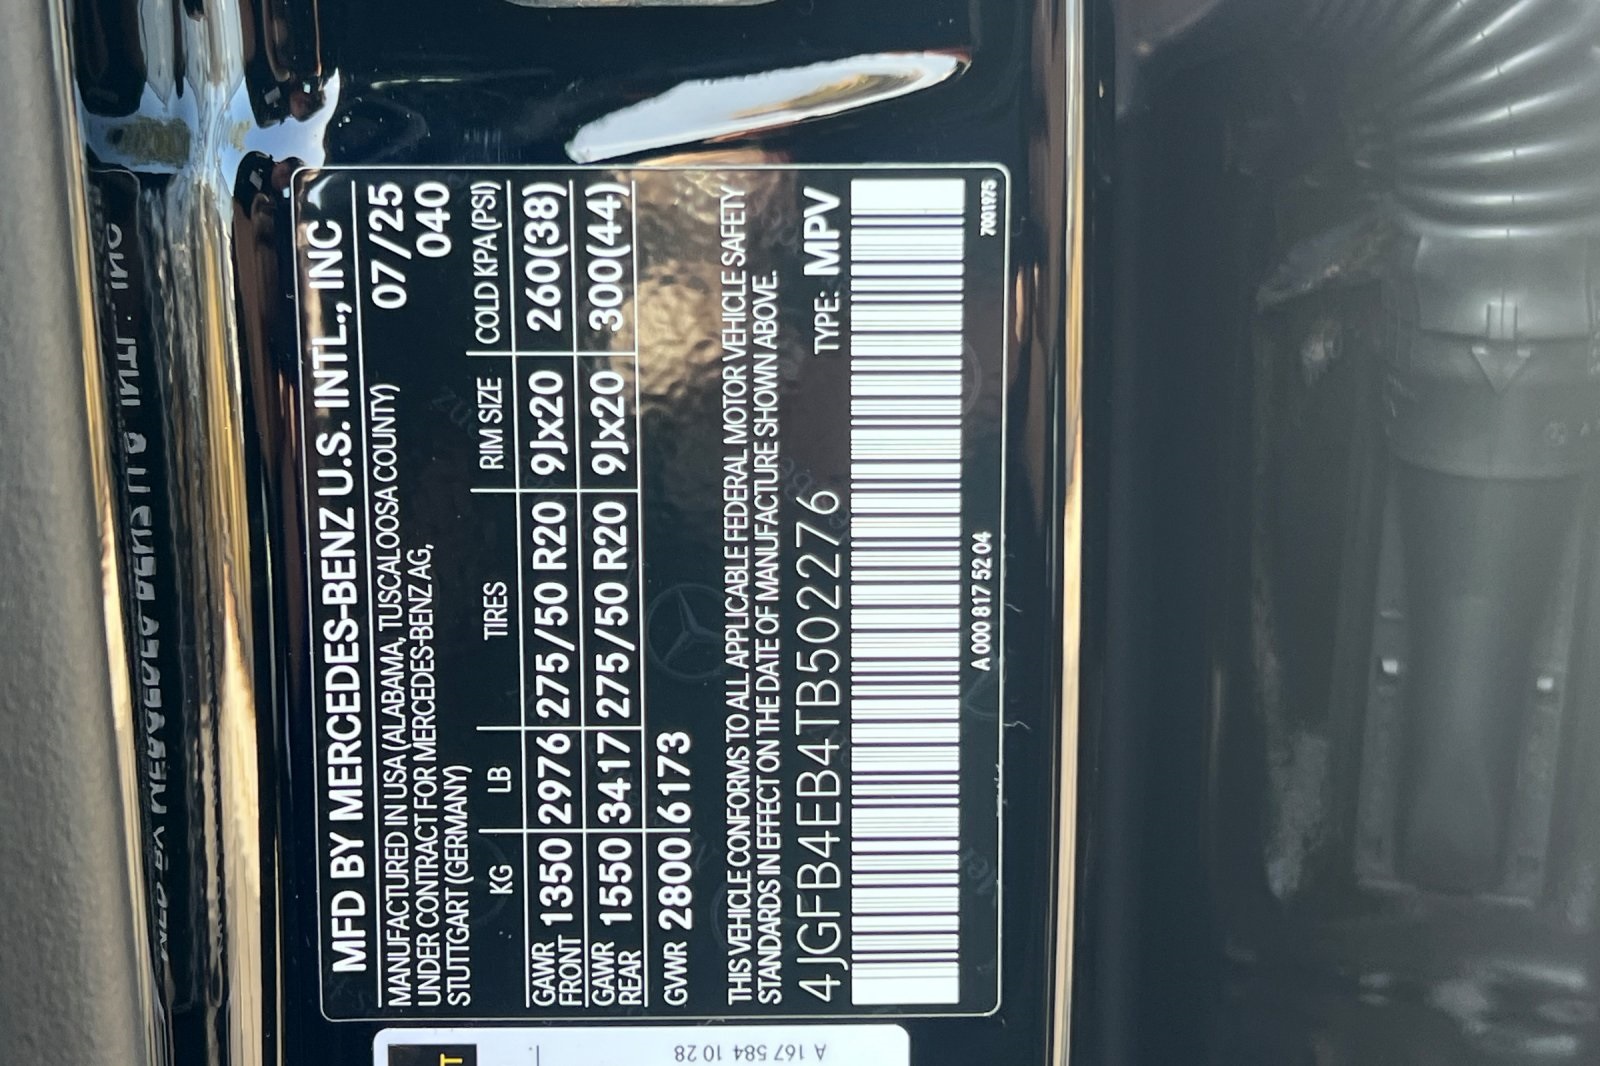 MFD BY MERCEDES-BENZ U.S. INTL., INC
MANUFACTURED IN USA (ALABAMA, TUSCALOOSA COUNTY) 07/25
UNDER CONTRACT FOR MERCEDES-BENZ AG, 040
STUTTGART (GERMANY)
KG LB TIRES RIM SIZE COLD KPA(PSI)
GAWR FRONT 1350 2976 275/50 R20 9Jx20 260(38)
GAWR REAR 1550 3417 275/50 R20 9Jx20 300(44)
GVWR 2800 6173
THIS VEHICLE CONFORMS TO ALL APPLICABLE FEDERAL MOTOR VEHICLE SAFETY
STANDARDS IN EFFECT ON THE DATE OF MANUFACTURE SHOWN ABOVE.
4JGFB4EB4TB502276 TYPE: MPV
A 000 817 52 04 7001975
A 167 584 10 28